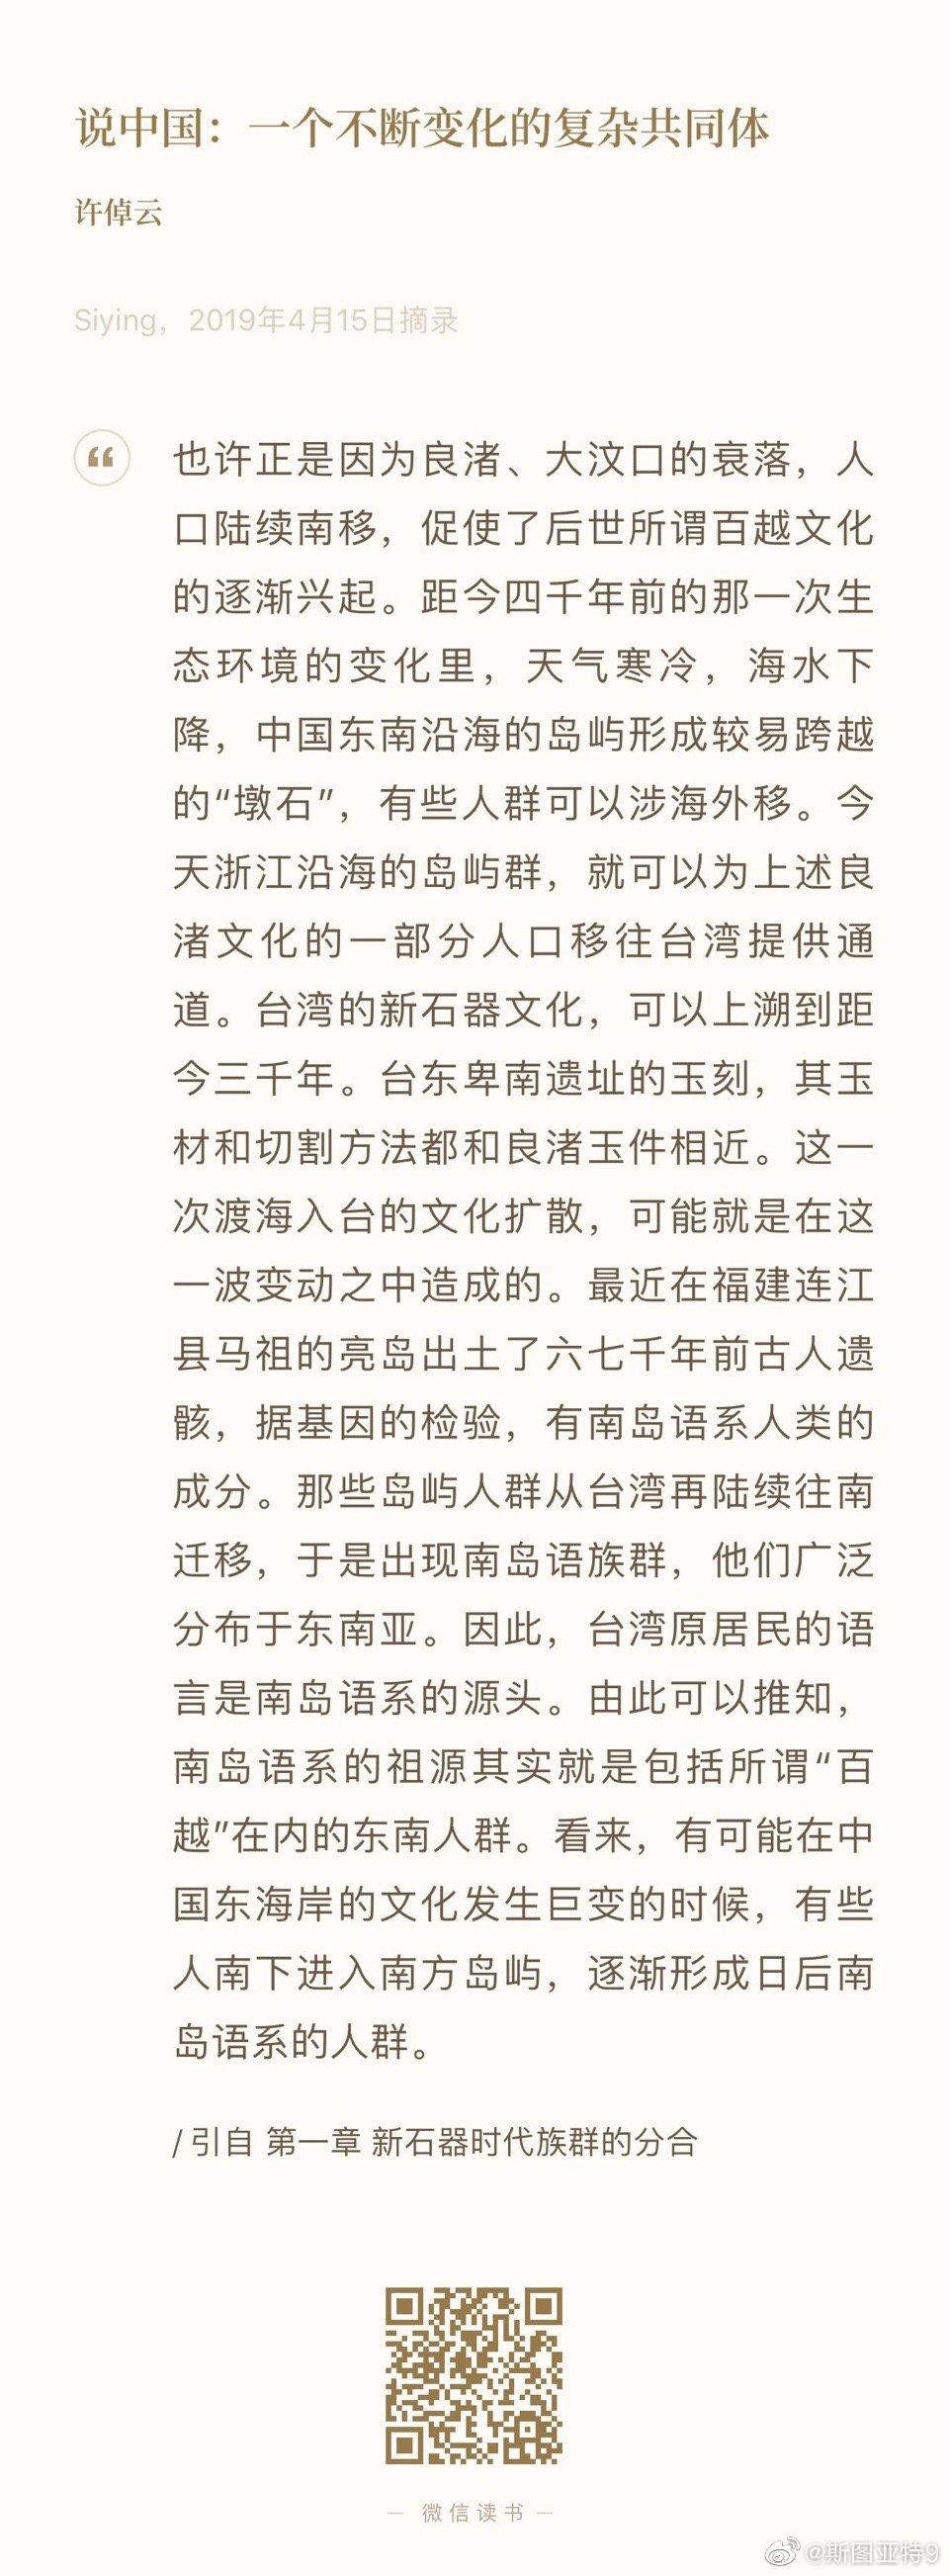 说中国：一个不断变化的复杂共同体
许倬云
Siying，2019年4月15日摘录
“
也许正是因为良渚、大汶口的衰落，人
口陆续南移，促使了后世所谓百越文化
的逐渐兴起。距今四千年前的那一次生
态环境的变化里，天气寒冷，海水下
降，中国东南沿海的岛屿形成较易跨越
的“墩石”，有些人群可以涉海外移。今
天浙江沿海的岛屿群，就可以为上述良
渚文化的一部分人口移往台湾提供通
道。台湾的新石器文化，可以上溯到距
今三千年。台东卑南遗址的玉刻，其玉
材和切割方法都和良渚玉件相近。这一
次渡海入台的文化扩散，可能就是在这
一波变动之中造成的。最近在福建连江
县马祖的亮岛出土了六七千年前古人遗
骸，据基因的检验，有南岛语系人类的
成分。那些岛屿人群从台湾再陆续往南
迁移，于是出现南岛语族群，他们广泛
分布于东南亚。因此，台湾原居民的语
言是南岛语系的源头。由此可以推知，
南岛语系的祖源其实就是包括所谓“百
越”在内的东南人群。看来，有可能在中
国东海岸的文化发生巨变的时候，有些
人南下进入南方岛屿，逐渐形成日后南
岛语系的人群。
/ 引自 第一章 新石器时代族群的分合
— 微信读书 —
@斯图亚特9